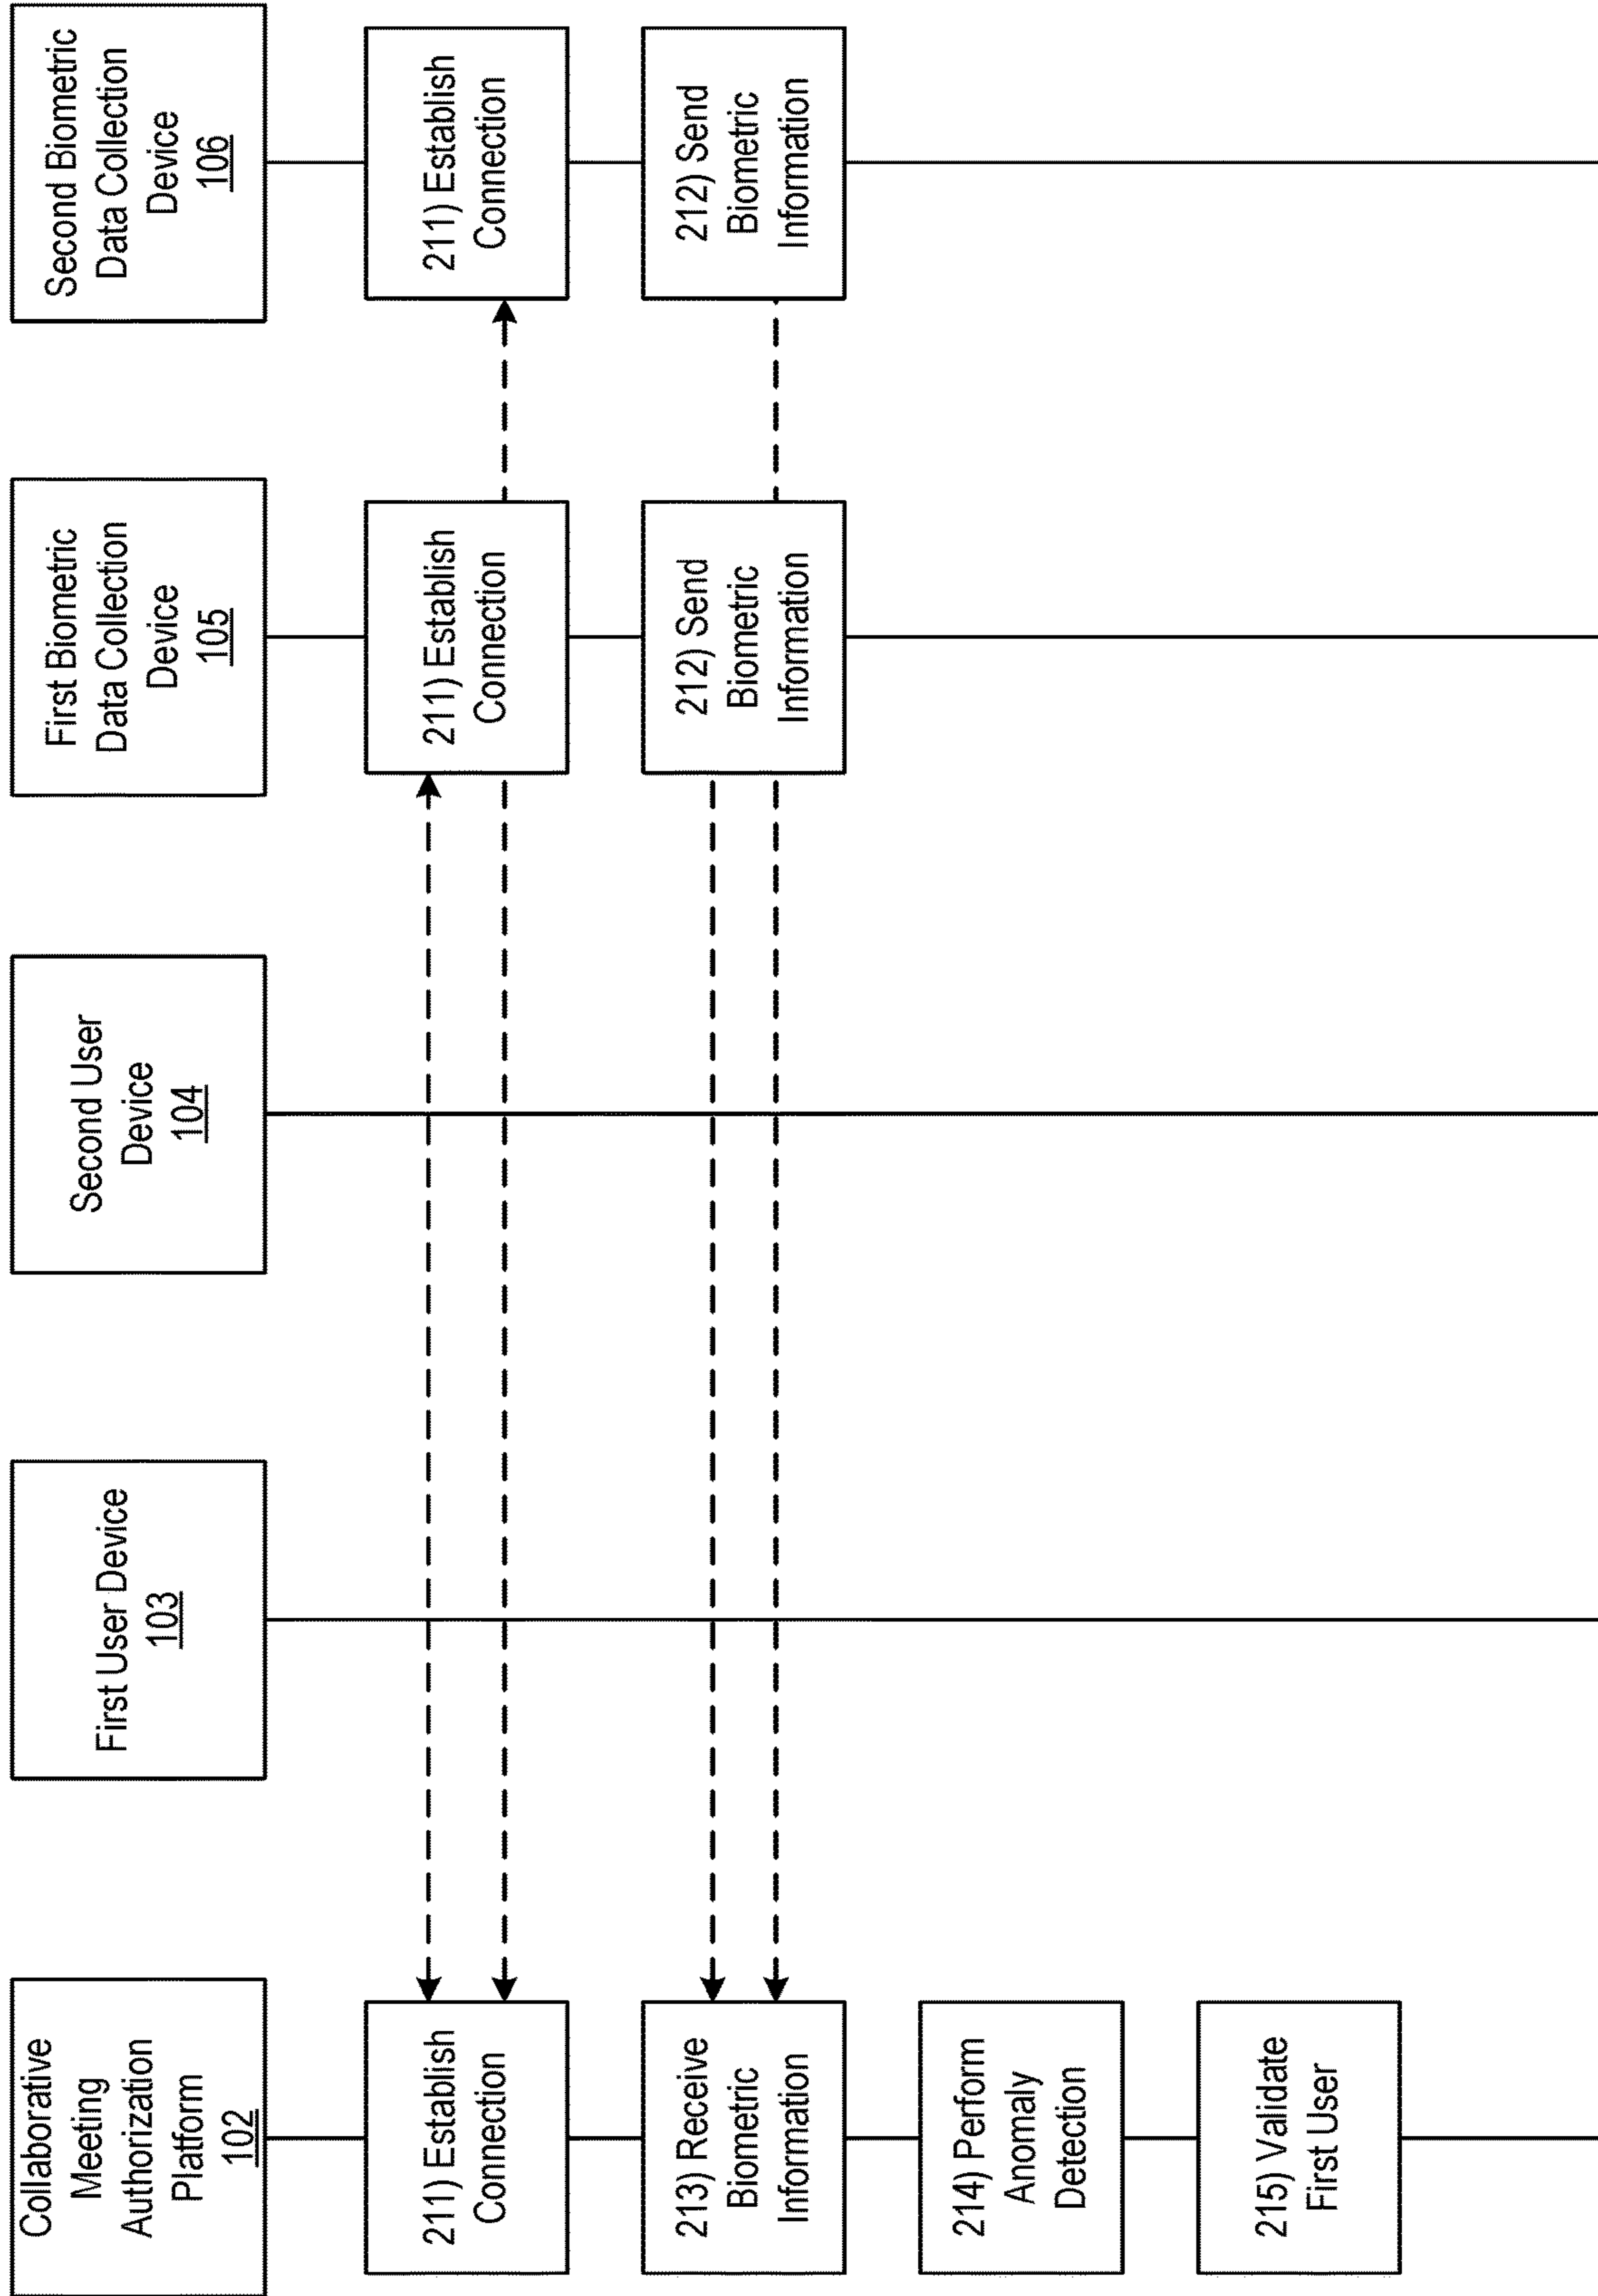 Collaborative
Meeting
Authorization
Platform
102
First User Device
103
Second User
Device
104
First Biometric
Data Collection
Device
105
Second Biometric
Data Collection
Device
106
211) Establish
Connection
211) Establish
Connection
211) Establish
Connection
213) Receive
Biometric
Information
212) Send
Biometric
Information
212) Send
Biometric
Information
214) Perform
Anomaly
Detection
215) Validate
First User